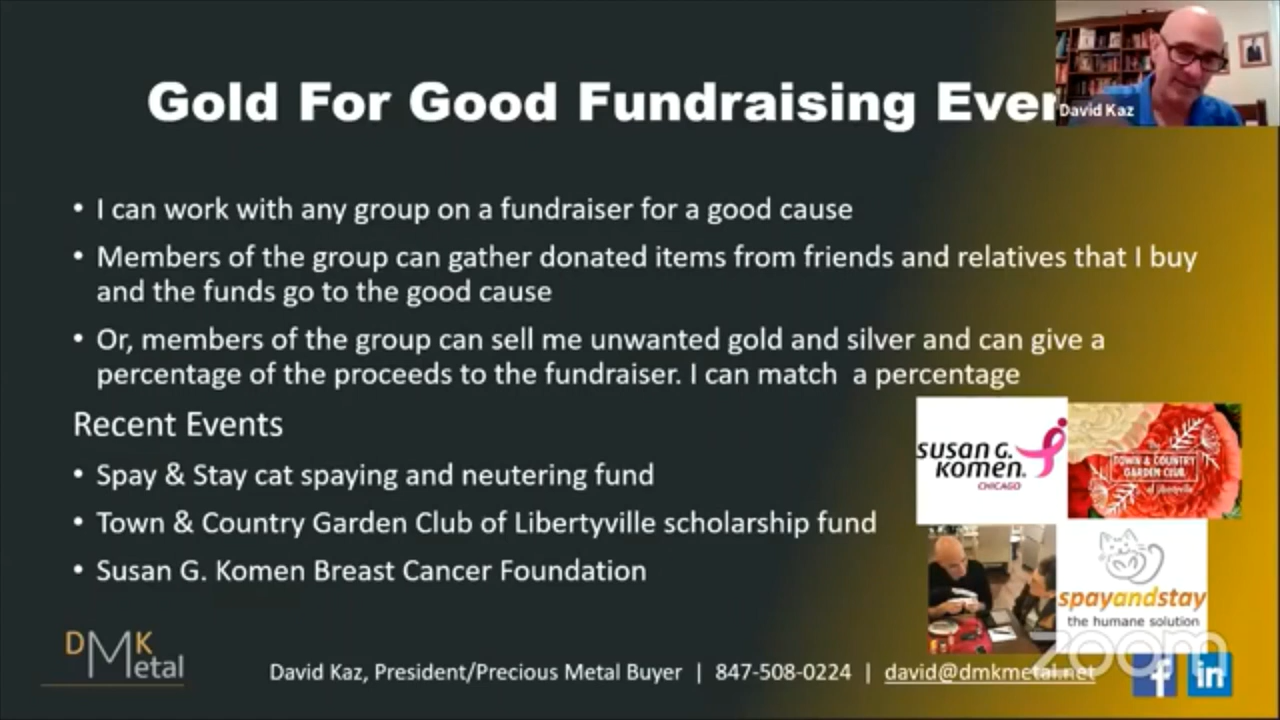 Gold For Good Fundraising Even
David Kaz
• I can work with any group on a fundraiser for a good cause
• Members of the group can gather donated items from friends and relatives that I buy
and the funds go to the good cause
• Or, members of the group can sell me unwanted gold and silver and can give a
percentage of the proceeds to the fundraiser. I can match  a percentage
Recent Events
• Spay & Stay cat spaying and neutering fund
• Town & Country Garden Club of Libertyville scholarship fund
• Susan G. Komen Breast Cancer Foundation
susan G.
komen.
CHICAGO
TOWN & COUNTRY
GARDEN CLUB
of Libertyville
spayandstay
the humane solution
zoom
DMK
Metal
David Kaz, President/Precious Metal Buyer | 847-508-0224 | david@dmkmetal.net
f
in